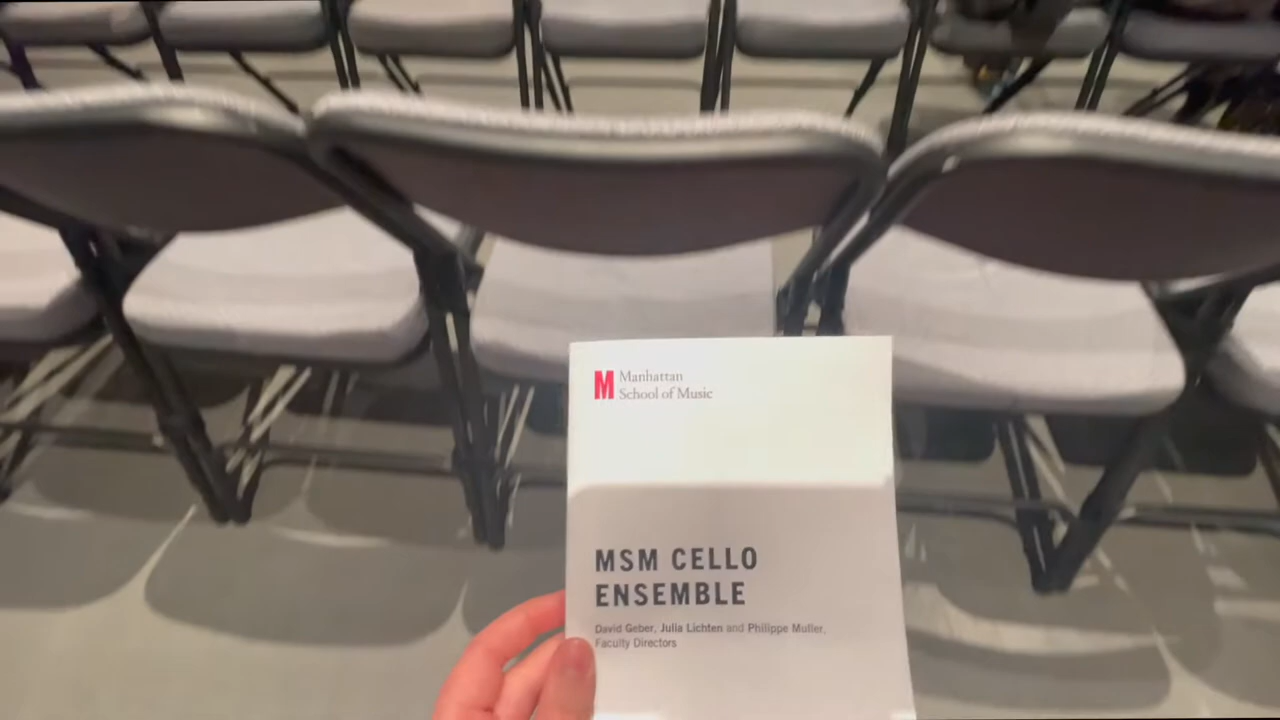 M Manhattan
School of Music
MSM CELLO
ENSEMBLE
David Geber, Julia Lichten and Philippe Muller,
Faculty Directors